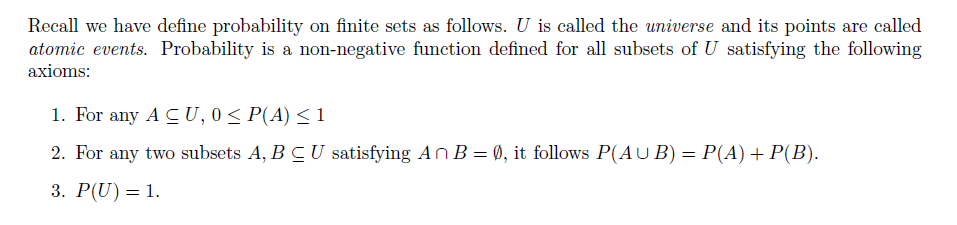 Recall we have define probability on finite sets as follows. U is called the universe and its points are called
atomic events. Probability is a non-negative function defined for all subsets of U satisfying the following
axioms:
1. For any A ⊆ U, 0 ≤ P(A) ≤ 1
2. For any two subsets A, B ⊆ U satisfying A ∩ B = ∅, it follows P(A ∪ B) = P(A) + P(B).
3. P(U) = 1.